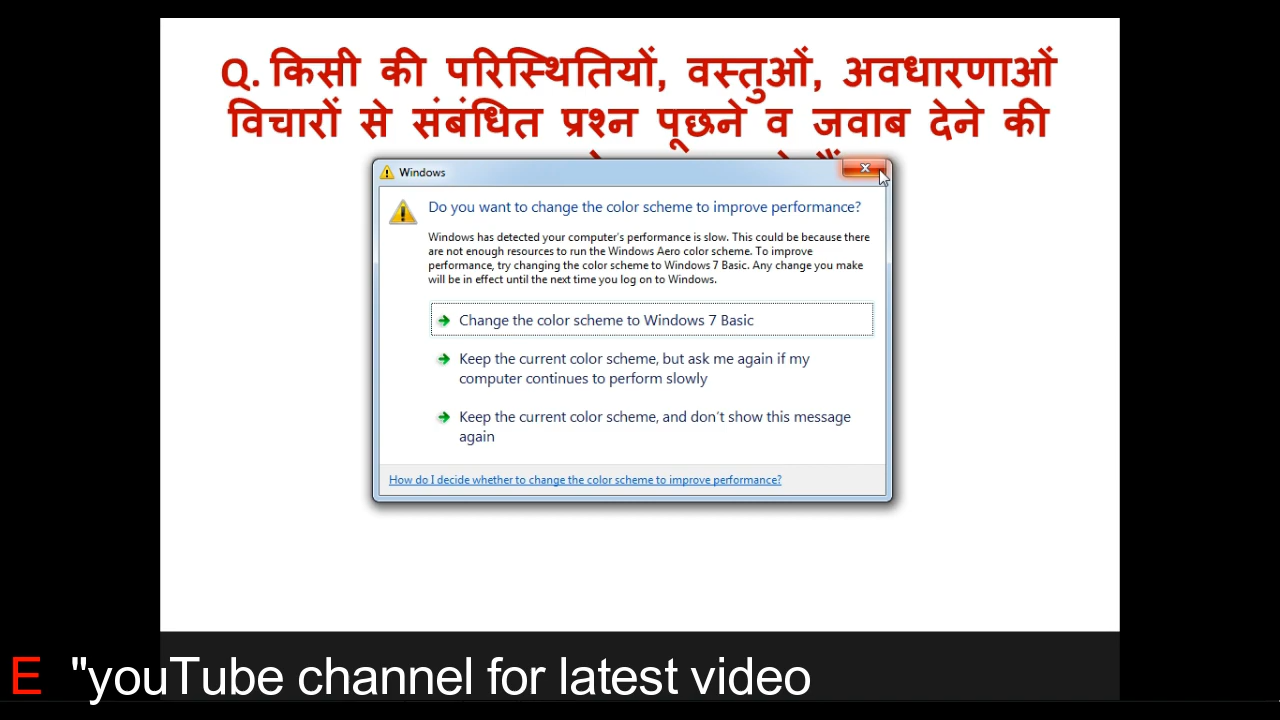 Q. किसी की परिस्थितियों, वस्तुओं, अवधारणाओं
विचारों से संबंधित प्रश्न पूछने व जवाब देने की
Windows
Do you want to change the color scheme to improve performance?
Windows has detected your computer's performance is slow. This could be because there
are not enough resources to run the Windows Aero color scheme. To improve
performance, try changing the color scheme to Windows 7 Basic. Any change you make
will be in effect until the next time you log on to Windows.
Change the color scheme to Windows 7 Basic
Keep the current color scheme, but ask me again if my
computer continues to perform slowly
Keep the current color scheme, and don't show this message
again
How do I decide whether to change the color scheme to improve performance?
E "youTube channel for latest video